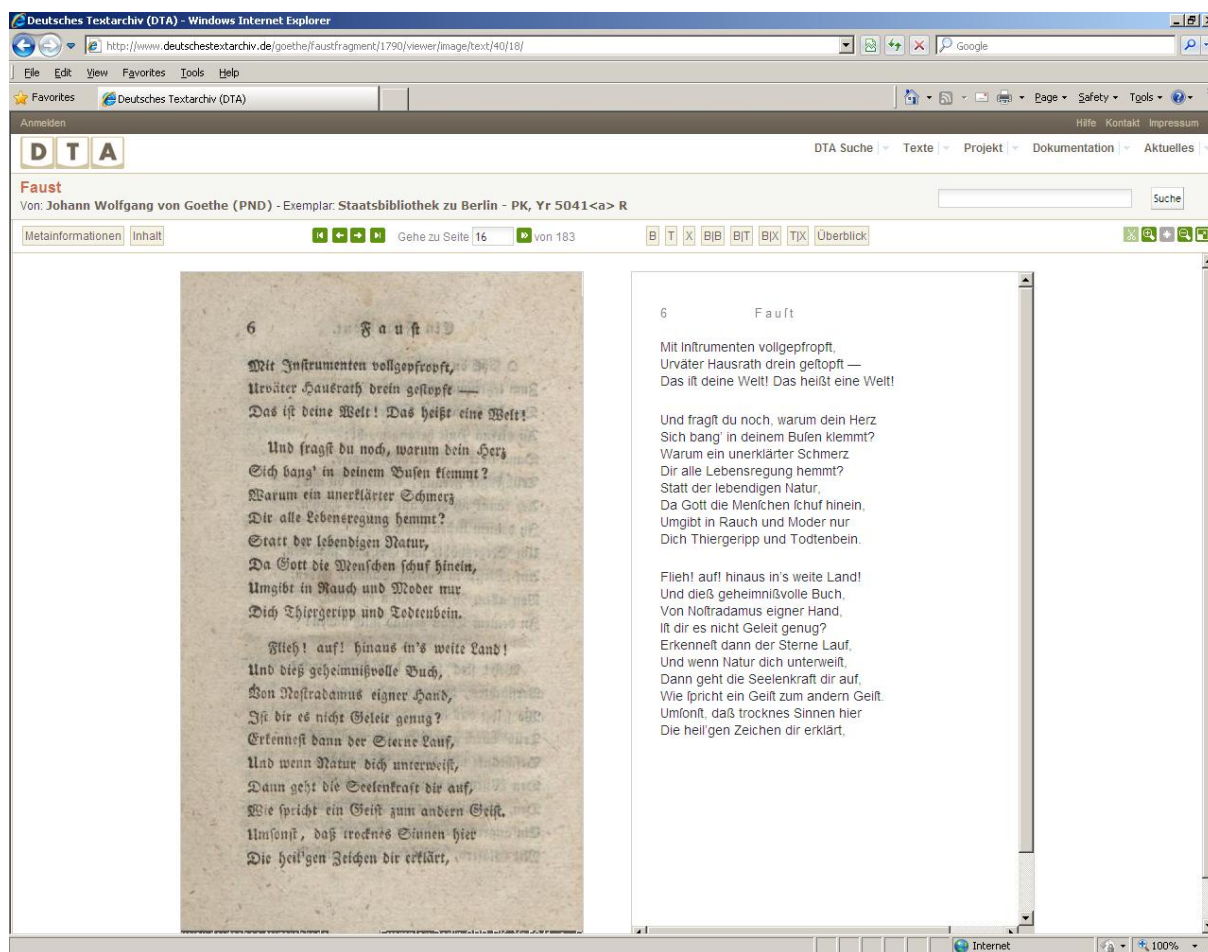 Deutsches Textarchiv (DTA) - Windows Internet Explorer
http://www.deutschestextarchiv.de/goethe/faustfragment/1790/viewer/image/text/40/18/
Google
File Edit View Favorites Tools Help
Favorites Deutsches Textarchiv (DTA)
Page Safety Tools
Anmelden Hilfe Kontakt Impressum
D T A
DTA Suche Texte Projekt Dokumentation Aktuelles
Faust
Von: Johann Wolfgang von Goethe (PND) - Exemplar: Staatsbibliothek zu Berlin - PK, Yr 5041<a> R
Suche
Metainformationen Inhalt Gehe zu Seite 16 von 183 B T X B|B B|T B|X T|X Überblick
6 Fauſt
Mit Inſtrumenten vollgepfropft,
Urväter Hausrath drein geſtopft —
Das iſt deine Welt! Das heißt eine Welt!
Und fragſt du noch, warum dein Herz
Sich bang' in deinem Buſen klemmt?
Warum ein unerklärter Schmerz
Dir alle Lebensregung hemmt?
Statt der lebendigen Natur,
Da Gott die Menſchen ſchuf hinein,
Umgibt in Rauch und Moder nur
Dich Thiergeripp und Todtenbein.
Flieh! auf! hinaus in's weite Land!
Und dieß geheimnißvolle Buch,
Von Noſtradamus eigner Hand,
Iſt dir es nicht Geleit genug?
Erkenneſt dann der Sterne Lauf,
Und wenn Natur dich unterweiſt,
Dann geht die Seelenkraft dir auf,
Wie ſpricht ein Geiſt zum andern Geiſt.
Umſonſt, daß trocknes Sinnen hier
Die heil'gen Zeichen dir erklärt,
6 Fauſt
Mit Inſtrumenten vollgepfropft,
Urväter Hausrath drein geſtopft —
Das iſt deine Welt! Das heißt eine Welt!
Und fragſt du noch, warum dein Herz
Sich bang' in deinem Buſen klemmt?
Warum ein unerklärter Schmerz
Dir alle Lebensregung hemmt?
Statt der lebendigen Natur,
Da Gott die Menſchen ſchuf hinein,
Umgibt in Rauch und Moder nur
Dich Thiergeripp und Todtenbein.
Flieh! auf! hinaus in's weite Land!
Und dieß geheimnißvolle Buch,
Von Noſtradamus eigner Hand,
Iſt dir es nicht Geleit genug?
Erkenneſt dann der Sterne Lauf,
Und wenn Natur dich unterweiſt,
Dann geht die Seelenkraft dir auf,
Wie ſpricht ein Geiſt zum andern Geiſt.
Umſonſt, daß trocknes Sinnen hier
Die heil'gen Zeichen dir erklärt,
Internet 100%